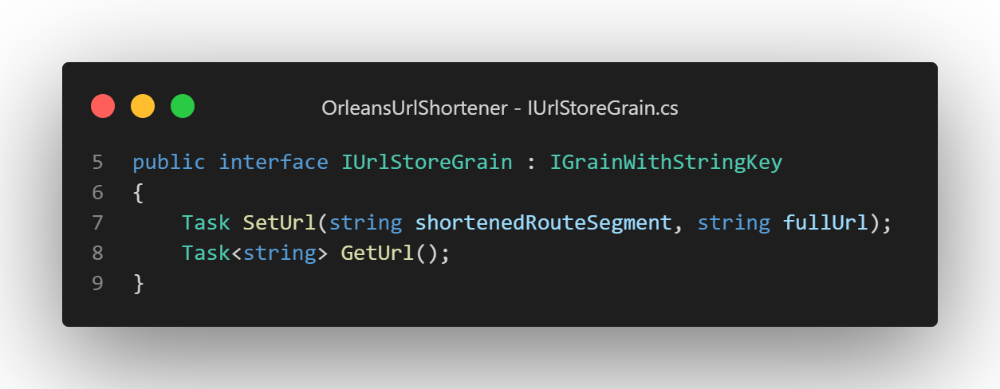 OrleansUrlShortener - IUrlStoreGrain.cs
5 public interface IUrlStoreGrain : IGrainWithStringKey
6 {
7     Task SetUrl(string shortenedRouteSegment, string fullUrl);
8     Task<string> GetUrl();
9 }